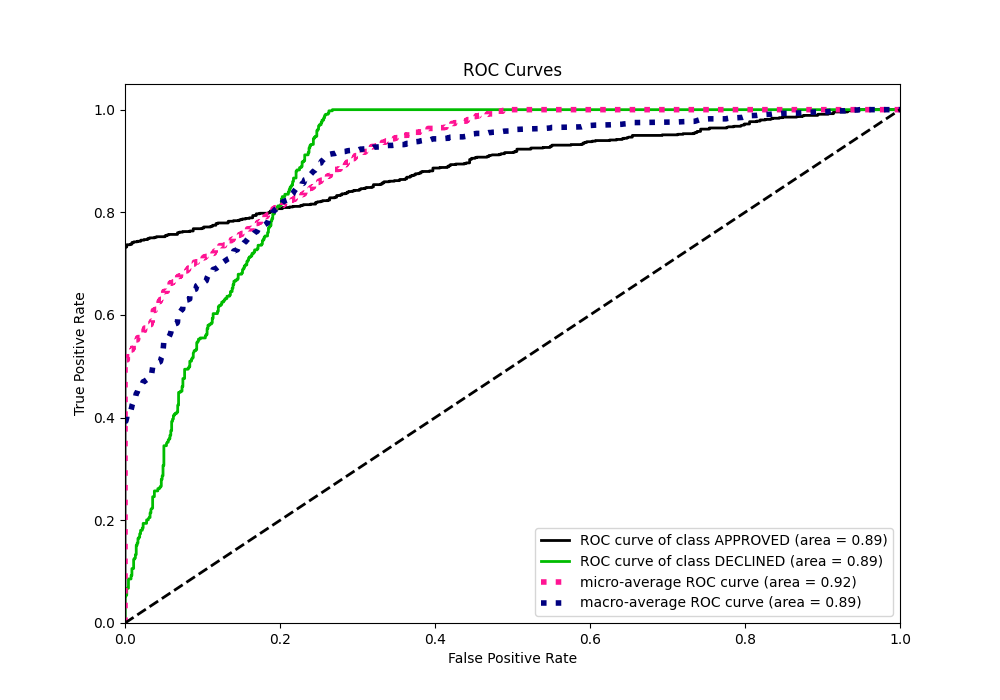 ROC Curves
True Positive Rate
1.0
0.8
0.6
0.4
0.2
0.0
0.0 0.2 0.4 0.6 0.8 1.0
False Positive Rate
ROC curve of class APPROVED (area = 0.89)
ROC curve of class DECLINED (area = 0.89)
micro-average ROC curve (area = 0.92)
macro-average ROC curve (area = 0.89)